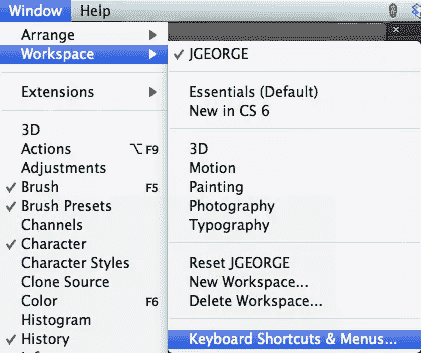 Window Help
Arrange
Workspace
Extensions
3D
Actions ⌥ F9
Adjustments
Brush F5
Brush Presets
Channels
Character
Character Styles
Clone Source
Color F6
Histogram
History
JGEORGE
Essentials (Default)
New in CS 6
3D
Motion
Painting
Photography
Typography
Reset JGEORGE
New Workspace...
Delete Workspace...
Keyboard Shortcuts & Menus...